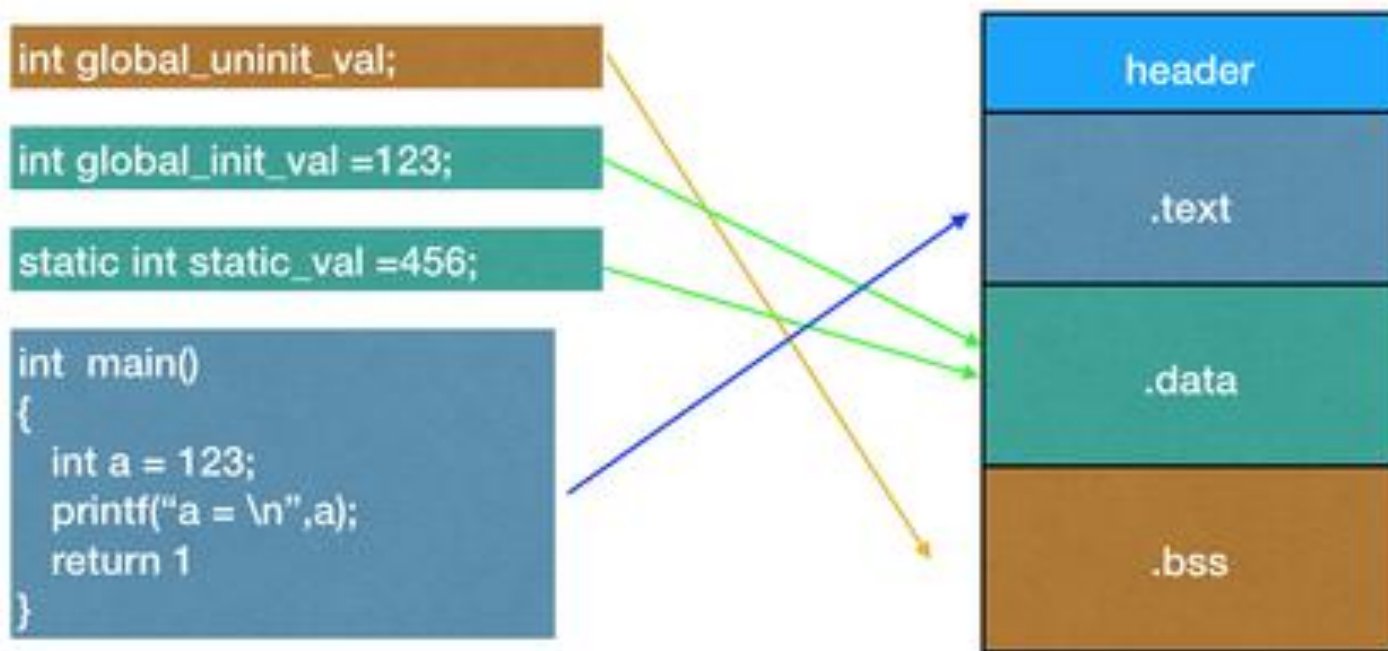 int global_uninit_val;
int global_init_val =123;
static int static_val =456;
int  main()
{
int a = 123;
printf(“a = \n”,a);
return 1
}
header
.text
.data
.bss